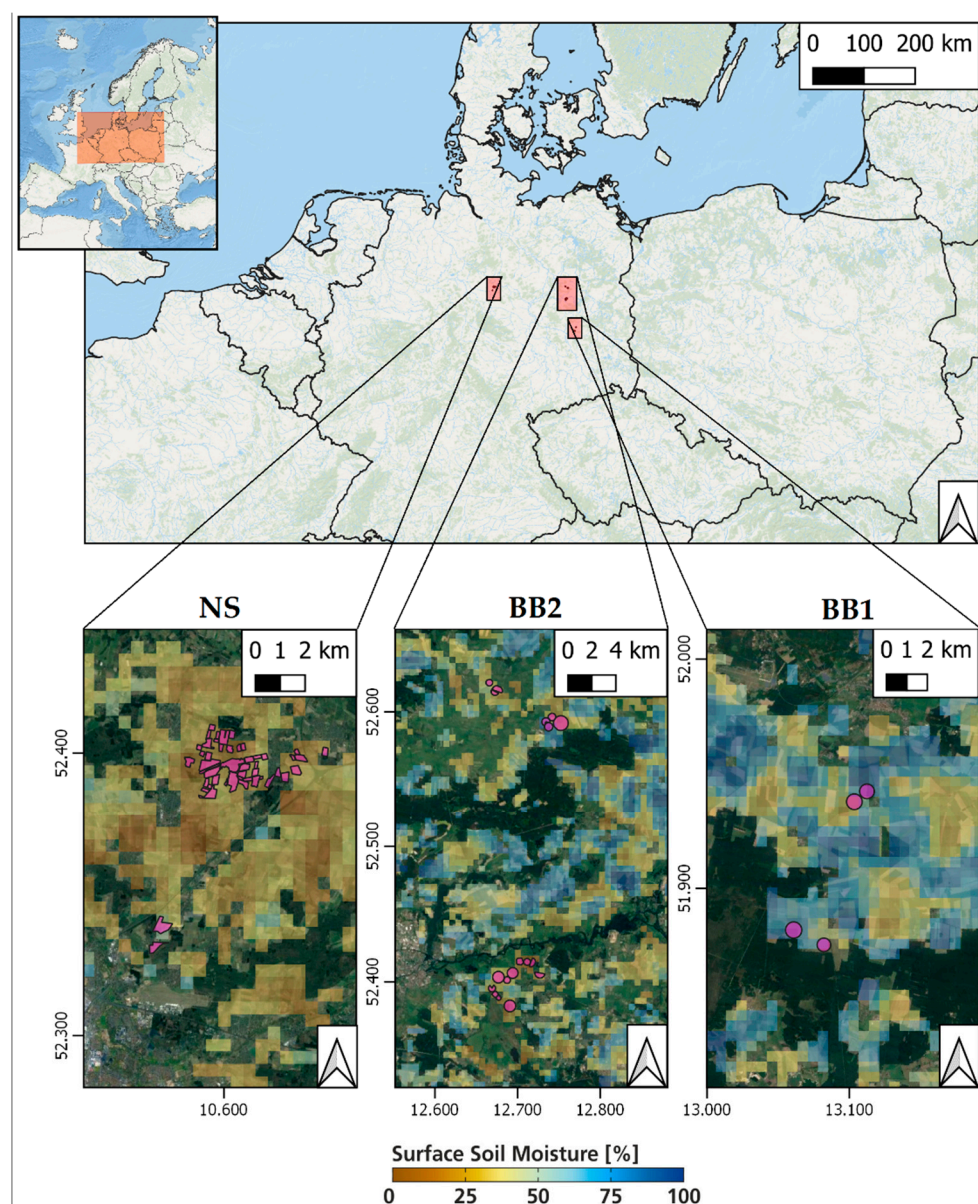 0 100 200 km
NS
BB2
BB1
0 1 2 km
0 2 4 km
0 1 2 km
52.400
52.300
52.600
52.500
52.400
52.000
51.900
10.600
12.600 12.700 12.800
13.000 13.100
Surface Soil Moisture [%]
0 25 50 75 100